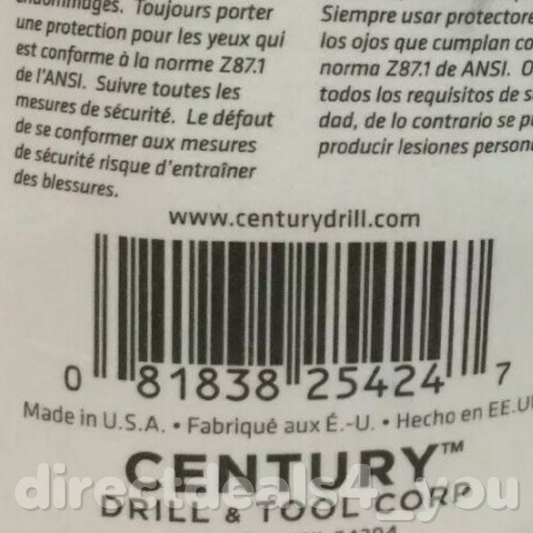 endommages. Toujours porter
une protection pour les yeux qui
est conforme à la norme Z87.1
de l'ANSI. Suivre toutes les
mesures de sécurité. Le défaut
de se conformer aux mesures
de sécurité risque d'entraîner
des blessures.
Siempre usar protectore
los ojos que cumplan co
norma Z87.1 de ANSI. O
todos los requisitos de s
dad, de lo contrario se p
producir lesiones person
www.centurydrill.com
0 81838 25424 7
Made in U.S.A. • Fabriqué aux É.-U. • Hecho en EE.U
CENTURY™
DRILL & TOOL CORP
directdeals4_you